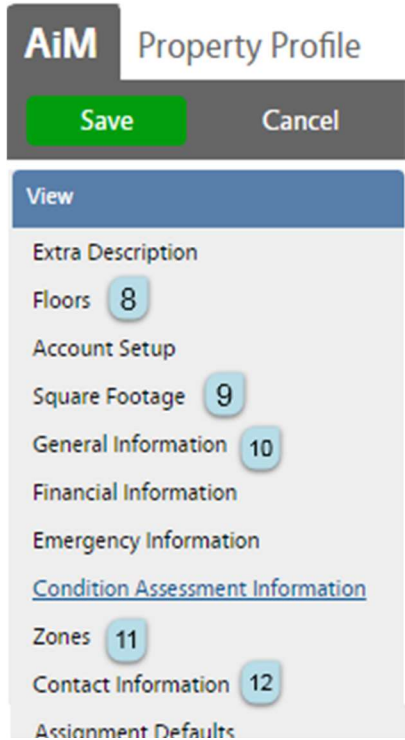 AiM Property Profile
Save Cancel
View
Extra Description
Floors 8
Account Setup
Square Footage 9
General Information 10
Financial Information
Emergency Information
Condition Assessment Information
Zones 11
Contact Information 12
Assignment Defaults